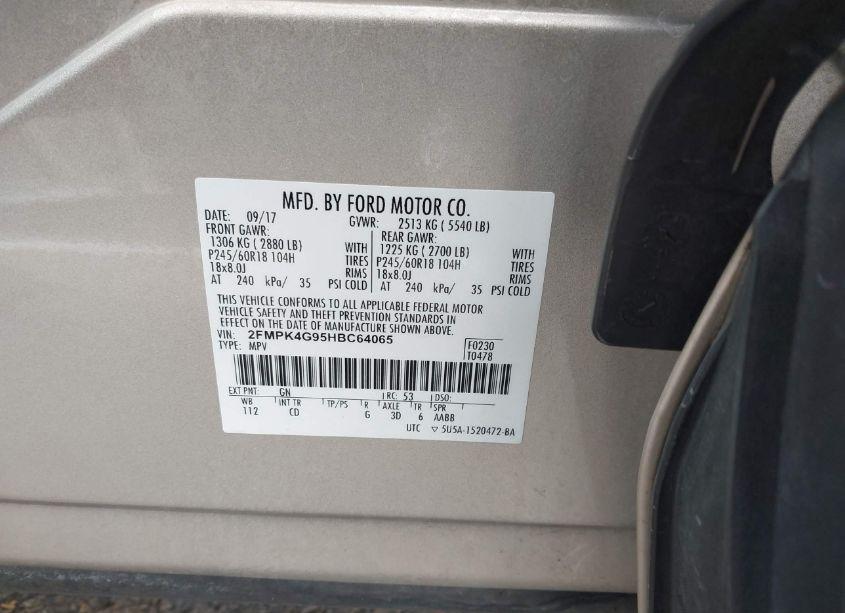 MFD. BY FORD MOTOR CO.
DATE: 09/17 GVWR: 2513 KG ( 5540 LB)
FRONT GAWR: REAR GAWR:
1306 KG ( 2880 LB) WITH 1225 KG ( 2700 LB) WITH
P245/60R18 104H TIRES P245/60R18 104H TIRES
18x8.0J RIMS 18x8.0J RIMS
AT 240 kPa/ 35 PSI COLD AT 240 kPa/ 35 PSI COLD
THIS VEHICLE CONFORMS TO ALL APPLICABLE FEDERAL MOTOR
VEHICLE SAFETY AND THEFT PREVENTION STANDARDS IN
EFFECT ON THE DATE OF MANUFACTURE SHOWN ABOVE.
VIN: 2FMPK4G95HBC64065 F0230
TYPE: MPV T0478
EXT PNT: GN RC: 53 DSO:
WB INT TR TP/PS R AXLE TR SPR
112 CD G 3D 6 AABB
UTC ▽ 5U5A-1520472-BA